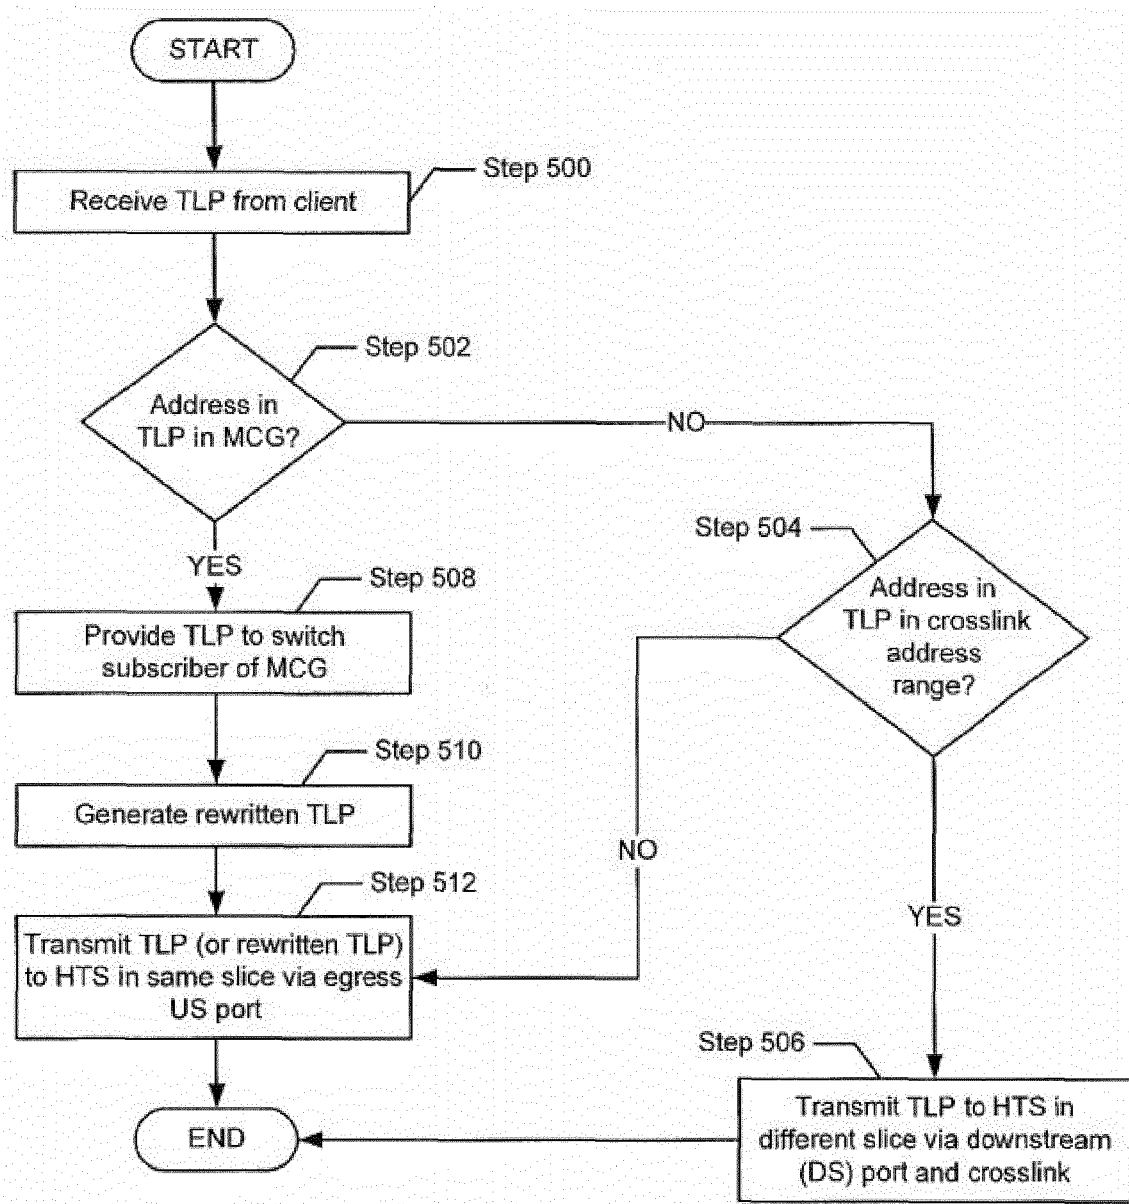 START
Step 500
Receive TLP from client
Step 502
Address in
TLP in MCG?
NO
YES
Step 504
Address in
TLP in crosslink
address
range?
Step 508
Provide TLP to switch
subscriber of MCG
Step 510
Generate rewritten TLP
NO
YES
Step 512
Transmit TLP (or rewritten TLP)
to HTS in same slice via egress
US port
Step 506
Transmit TLP to HTS in
different slice via downstream
(DS) port and crosslink
END